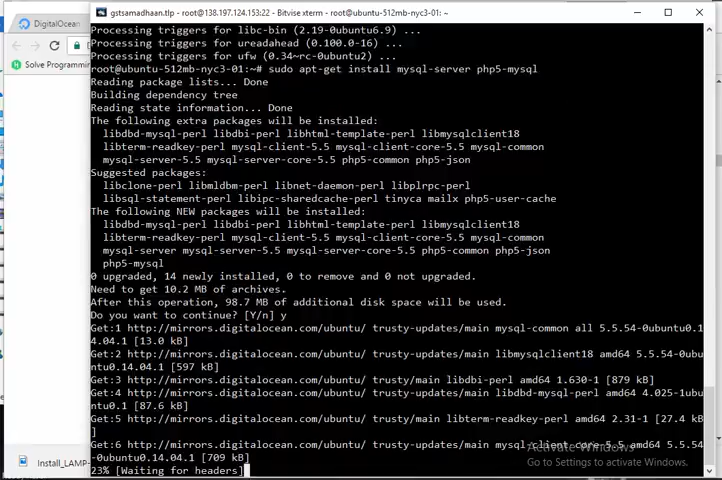 gstsamadhaan.tlp - root@138.197.124.153:22 - Bitvise xterm - root@ubuntu-512mb-nyc3-01: ~
DigitalOcean
Secure
Solve Programmin
Processing triggers for libc-bin (2.19-0ubuntu6.9) ...
Processing triggers for ureadahead (0.100.0-16) ...
Processing triggers for ufw (0.34~rc-0ubuntu2) ...
root@ubuntu-512mb-nyc3-01:~# sudo apt-get install mysql-server php5-mysql
Reading package lists... Done
Building dependency tree
Reading state information... Done
The following extra packages will be installed:
libdbd-mysql-perl libdbi-perl libhtml-template-perl libmysqlclient18
libterm-readkey-perl mysql-client-5.5 mysql-client-core-5.5 mysql-common
mysql-server-5.5 mysql-server-core-5.5 php5-common php5-json
Suggested packages:
libclone-perl libmldbm-perl libnet-daemon-perl libplrpc-perl
libsql-statement-perl libipc-sharedcache-perl tinyca mailx php5-user-cache
The following NEW packages will be installed:
libdbd-mysql-perl libdbi-perl libhtml-template-perl libmysqlclient18
libterm-readkey-perl mysql-client-5.5 mysql-client-core-5.5 mysql-common
mysql-server mysql-server-5.5 mysql-server-core-5.5 php5-common php5-json
php5-mysql
0 upgraded, 14 newly installed, 0 to remove and 0 not upgraded.
Need to get 10.2 MB of archives.
After this operation, 98.7 MB of additional disk space will be used.
Do you want to continue? [Y/n] y
Get:1 http://mirrors.digitalocean.com/ubuntu/ trusty-updates/main mysql-common all 5.5.54-0ubuntu0.1
4.04.1 [13.0 kB]
Get:2 http://mirrors.digitalocean.com/ubuntu/ trusty-updates/main libmysqlclient18 amd64 5.5.54-0ubu
ntu0.14.04.1 [597 kB]
Get:3 http://mirrors.digitalocean.com/ubuntu/ trusty/main libdbi-perl amd64 1.630-1 [879 kB]
Get:4 http://mirrors.digitalocean.com/ubuntu/ trusty/main libdbd-mysql-perl amd64 4.025-1ubu
ntu0.1 [87.6 kB]
Get:5 http://mirrors.digitalocean.com/ubuntu/ trusty/main libterm-readkey-perl amd64 2.31-1 [27.4 kB
]
Get:6 http://mirrors.digitalocean.com/ubuntu/ trusty-updates/main mysql-client-core-5.5 amd64 5.5.54
-0ubuntu0.14.04.1 [709 kB]
23% [Waiting for headers]
Activate Windows
Go to Settings to activate Windows.
Install_LAMP-